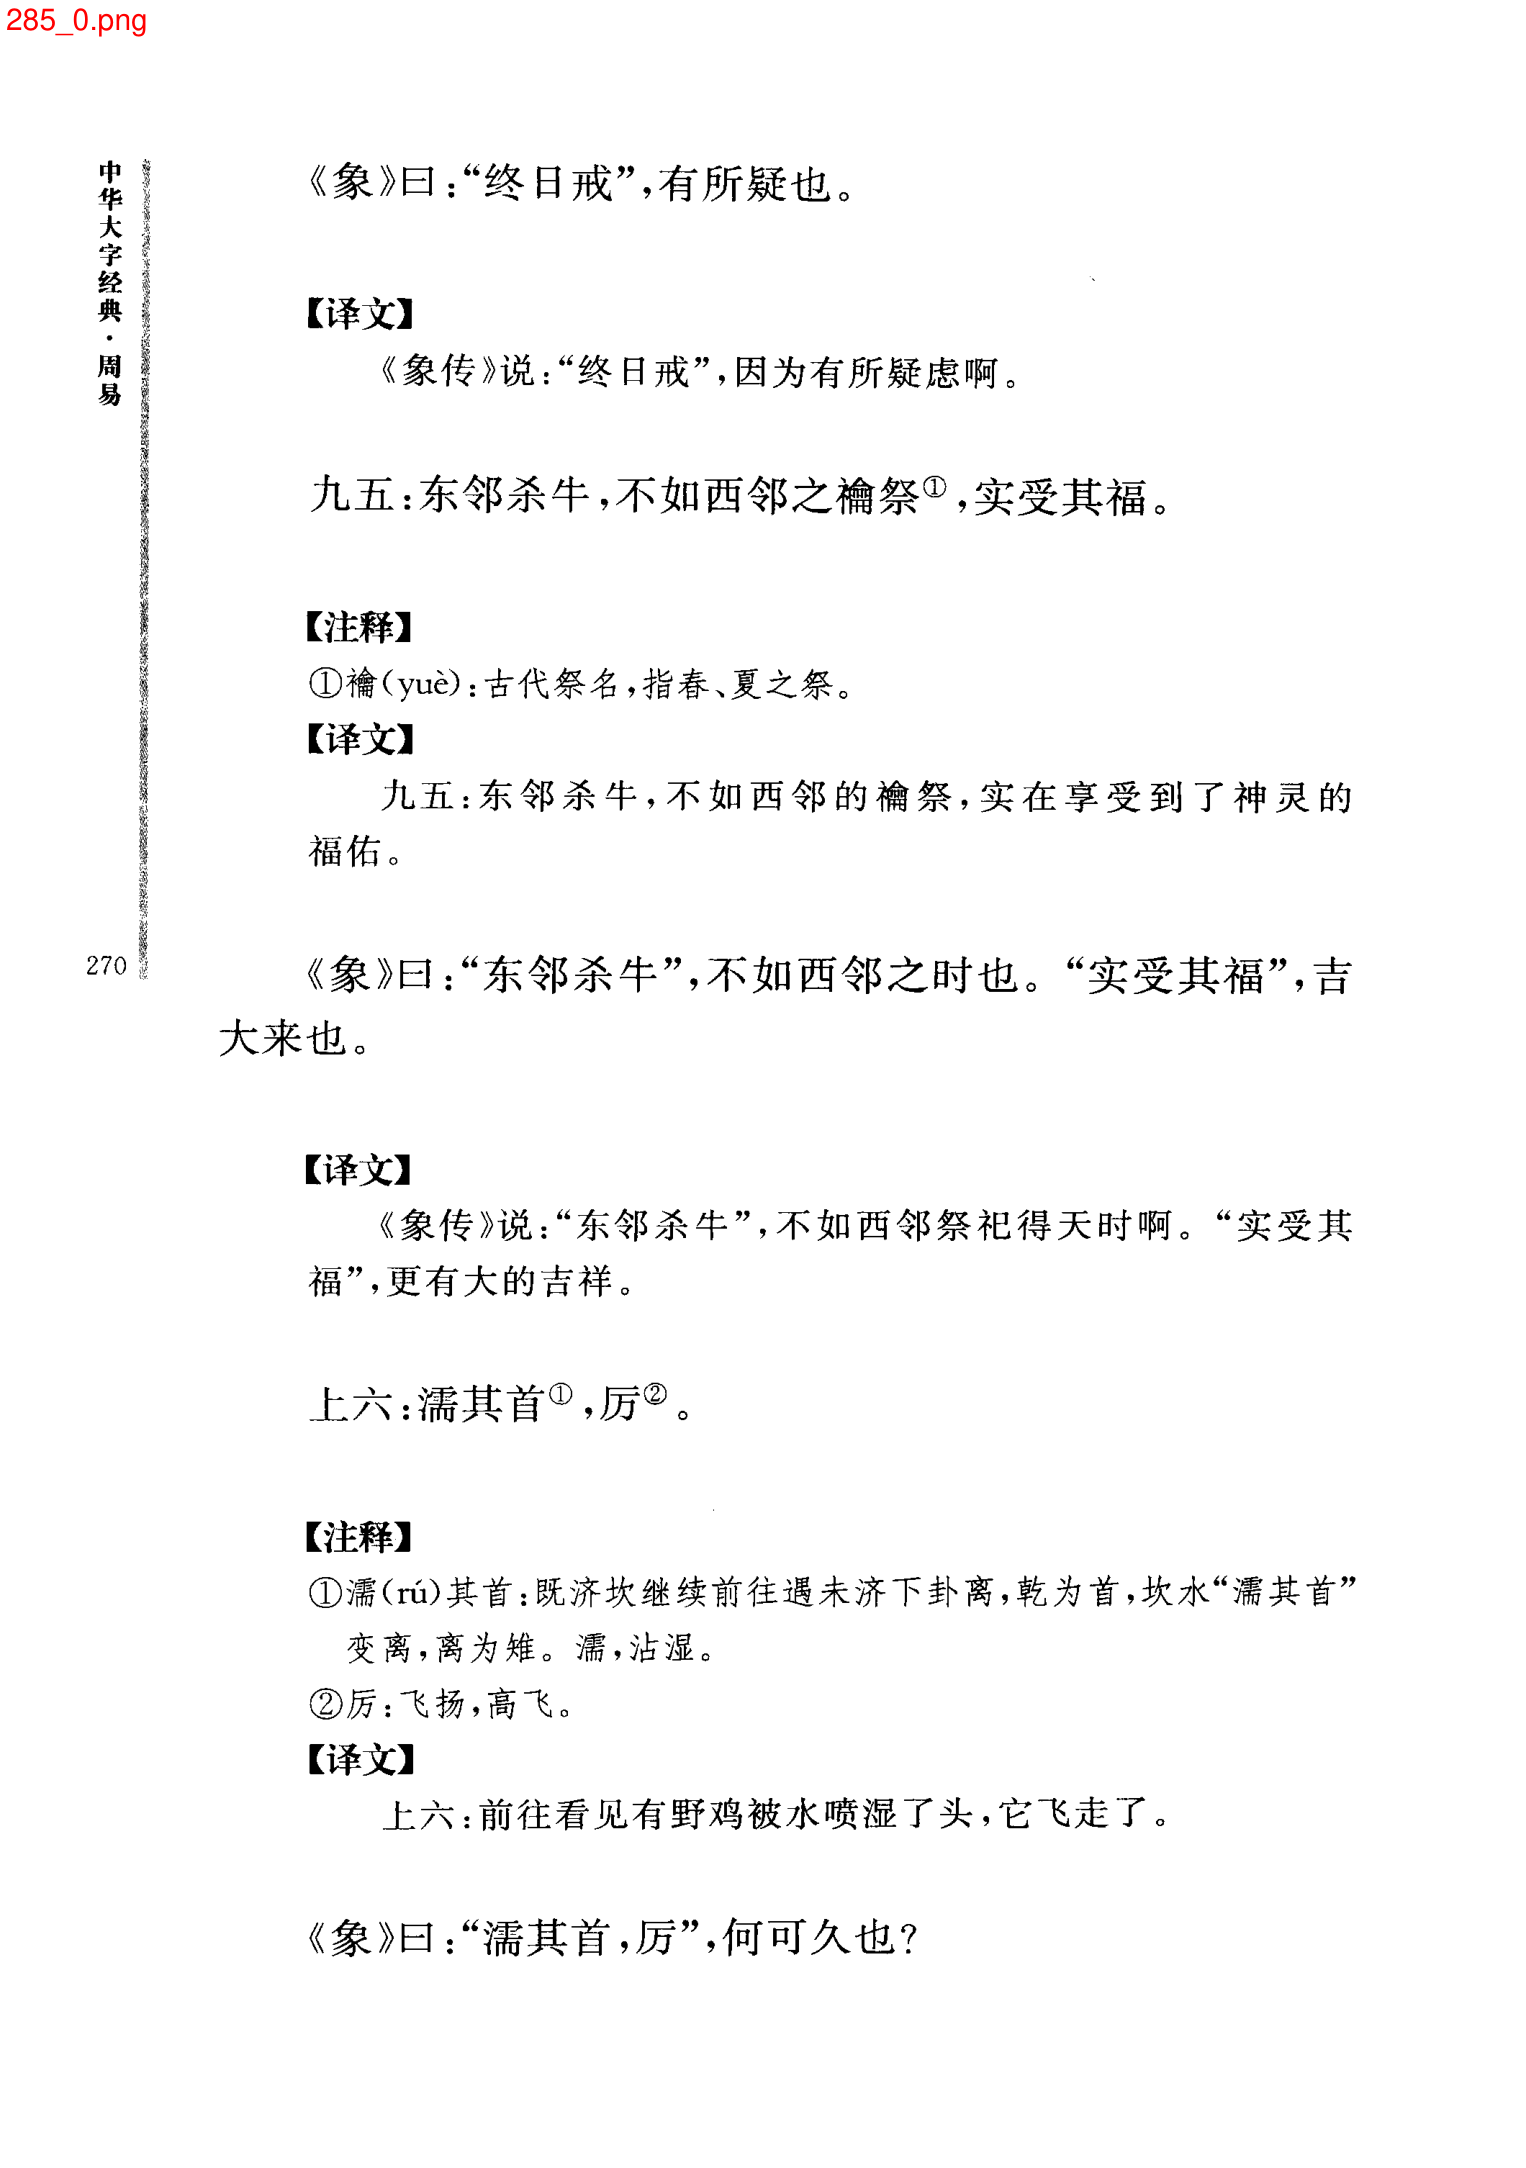 285_0.png
中华大字经典·周易
270
《象》曰：“终日戒”，有所疑也。
【译文】
《象传》说：“终日戒”，因为有所疑虑啊。
九五：东邻杀牛，不如西邻之禴祭①，实受其福。
【注释】
①禴(yuè)：古代祭名，指春、夏之祭。
【译文】
九五：东邻杀牛，不如西邻的禴祭，实在享受到了神灵的
福佑。
《象》曰：“东邻杀牛”，不如西邻之时也。“实受其福”，吉
大来也。
【译文】
《象传》说：“东邻杀牛”，不如西邻祭祀得天时啊。“实受其
福”，更有大的吉祥。
上六：濡其首①，厉②。
【注释】
①濡(rú)其首：既济坎继续前往遇未济下卦离，乾为首，坎水“濡其首”
变离，离为雉。濡，沾湿。
②厉：飞扬，高飞。
【译文】
上六：前往看见有野鸡被水喷湿了头，它飞走了。
《象》曰：“濡其首，厉”，何可久也？